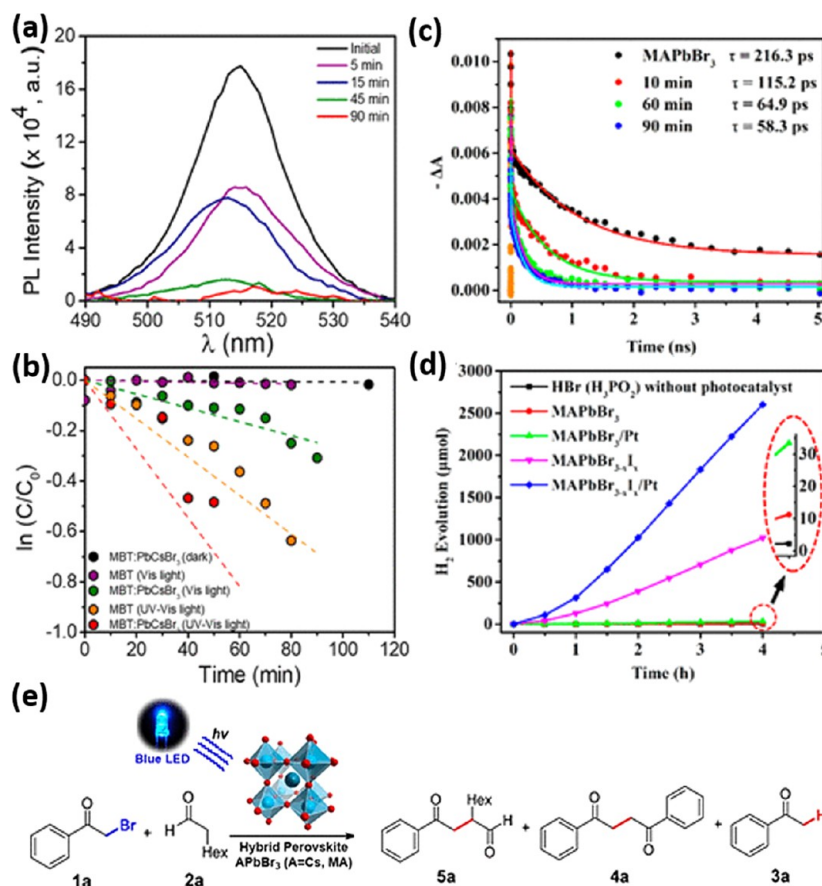 (a)
Initial
5 min
15 min
45 min
90 min
PL Intensity (x 10⁴, a.u.)
20
16
12
8
4
0
490 500 510 520 530 540
λ (nm)
(c)
MAPbBr₃ τ = 216.3 ps
10 min τ = 115.2 ps
60 min τ = 64.9 ps
90 min τ = 58.3 ps
- ΔA
0.010
0.008
0.006
0.004
0.002
0.000
0 1 2 3 4 5
Time (ns)
(b)
ln (C/C₀)
0.0
-0.2
-0.4
-0.6
-0.8
-1.0
MBT:PbCsBr₃ (dark)
MBT (Vis light)
MBT:PbCsBr₃ (Vis light)
MBT (UV-Vis light)
MBT:PbCsBr₃ (UV-Vis light)
0 20 40 60 80 100 120
Time (min)
(d)
HBr (H₃PO₂) without photocatalyst
MAPbBr₃
MAPbBr₃/Pt
MAPbBr₃₋ₓIₓ
MAPbBr₃₋ₓIₓ/Pt
H₂ Evolution (μmol)
3000
2500
2000
1500
1000
500
0
30
20
10
0
0 1 2 3 4 5
Time (h)
(e)
Blue LED
hν
O
Br
1a
+
O
H
Hex
2a
Hybrid Perovskite
APbBr₃ (A=Cs, MA)
O
Hex
H
O
5a
+
O
O
4a
+
O
H
3a